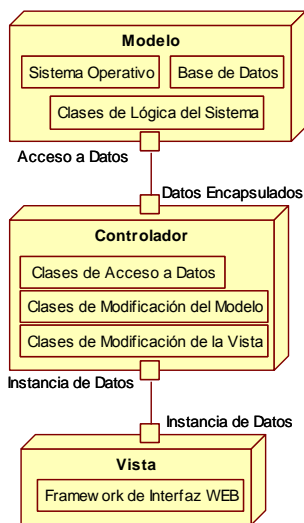 Modelo
Sistema Operativo
Base de Datos
Clases de Lógica del Sistema
Acceso a Datos
Datos Encapsulados
Controlador
Clases de Acceso a Datos
Clases de Modificación del Modelo
Clases de Modificación de la Vista
Instancia de Datos
Instancia de Datos
Vista
Framework de Interfaz WEB